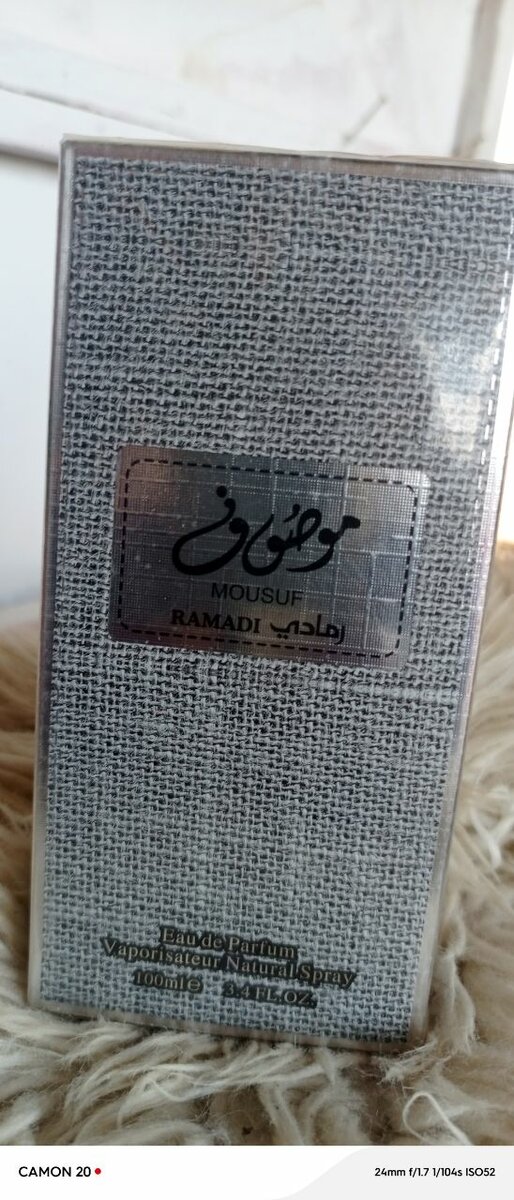 موصوف
MOUSUF
RAMADI رمادي
Eau de Parfum
Vaporisateur Natural Spray
100ml e 3.4 FL.OZ.
CAMON 20
24mm f/1.7 1/104s ISO52